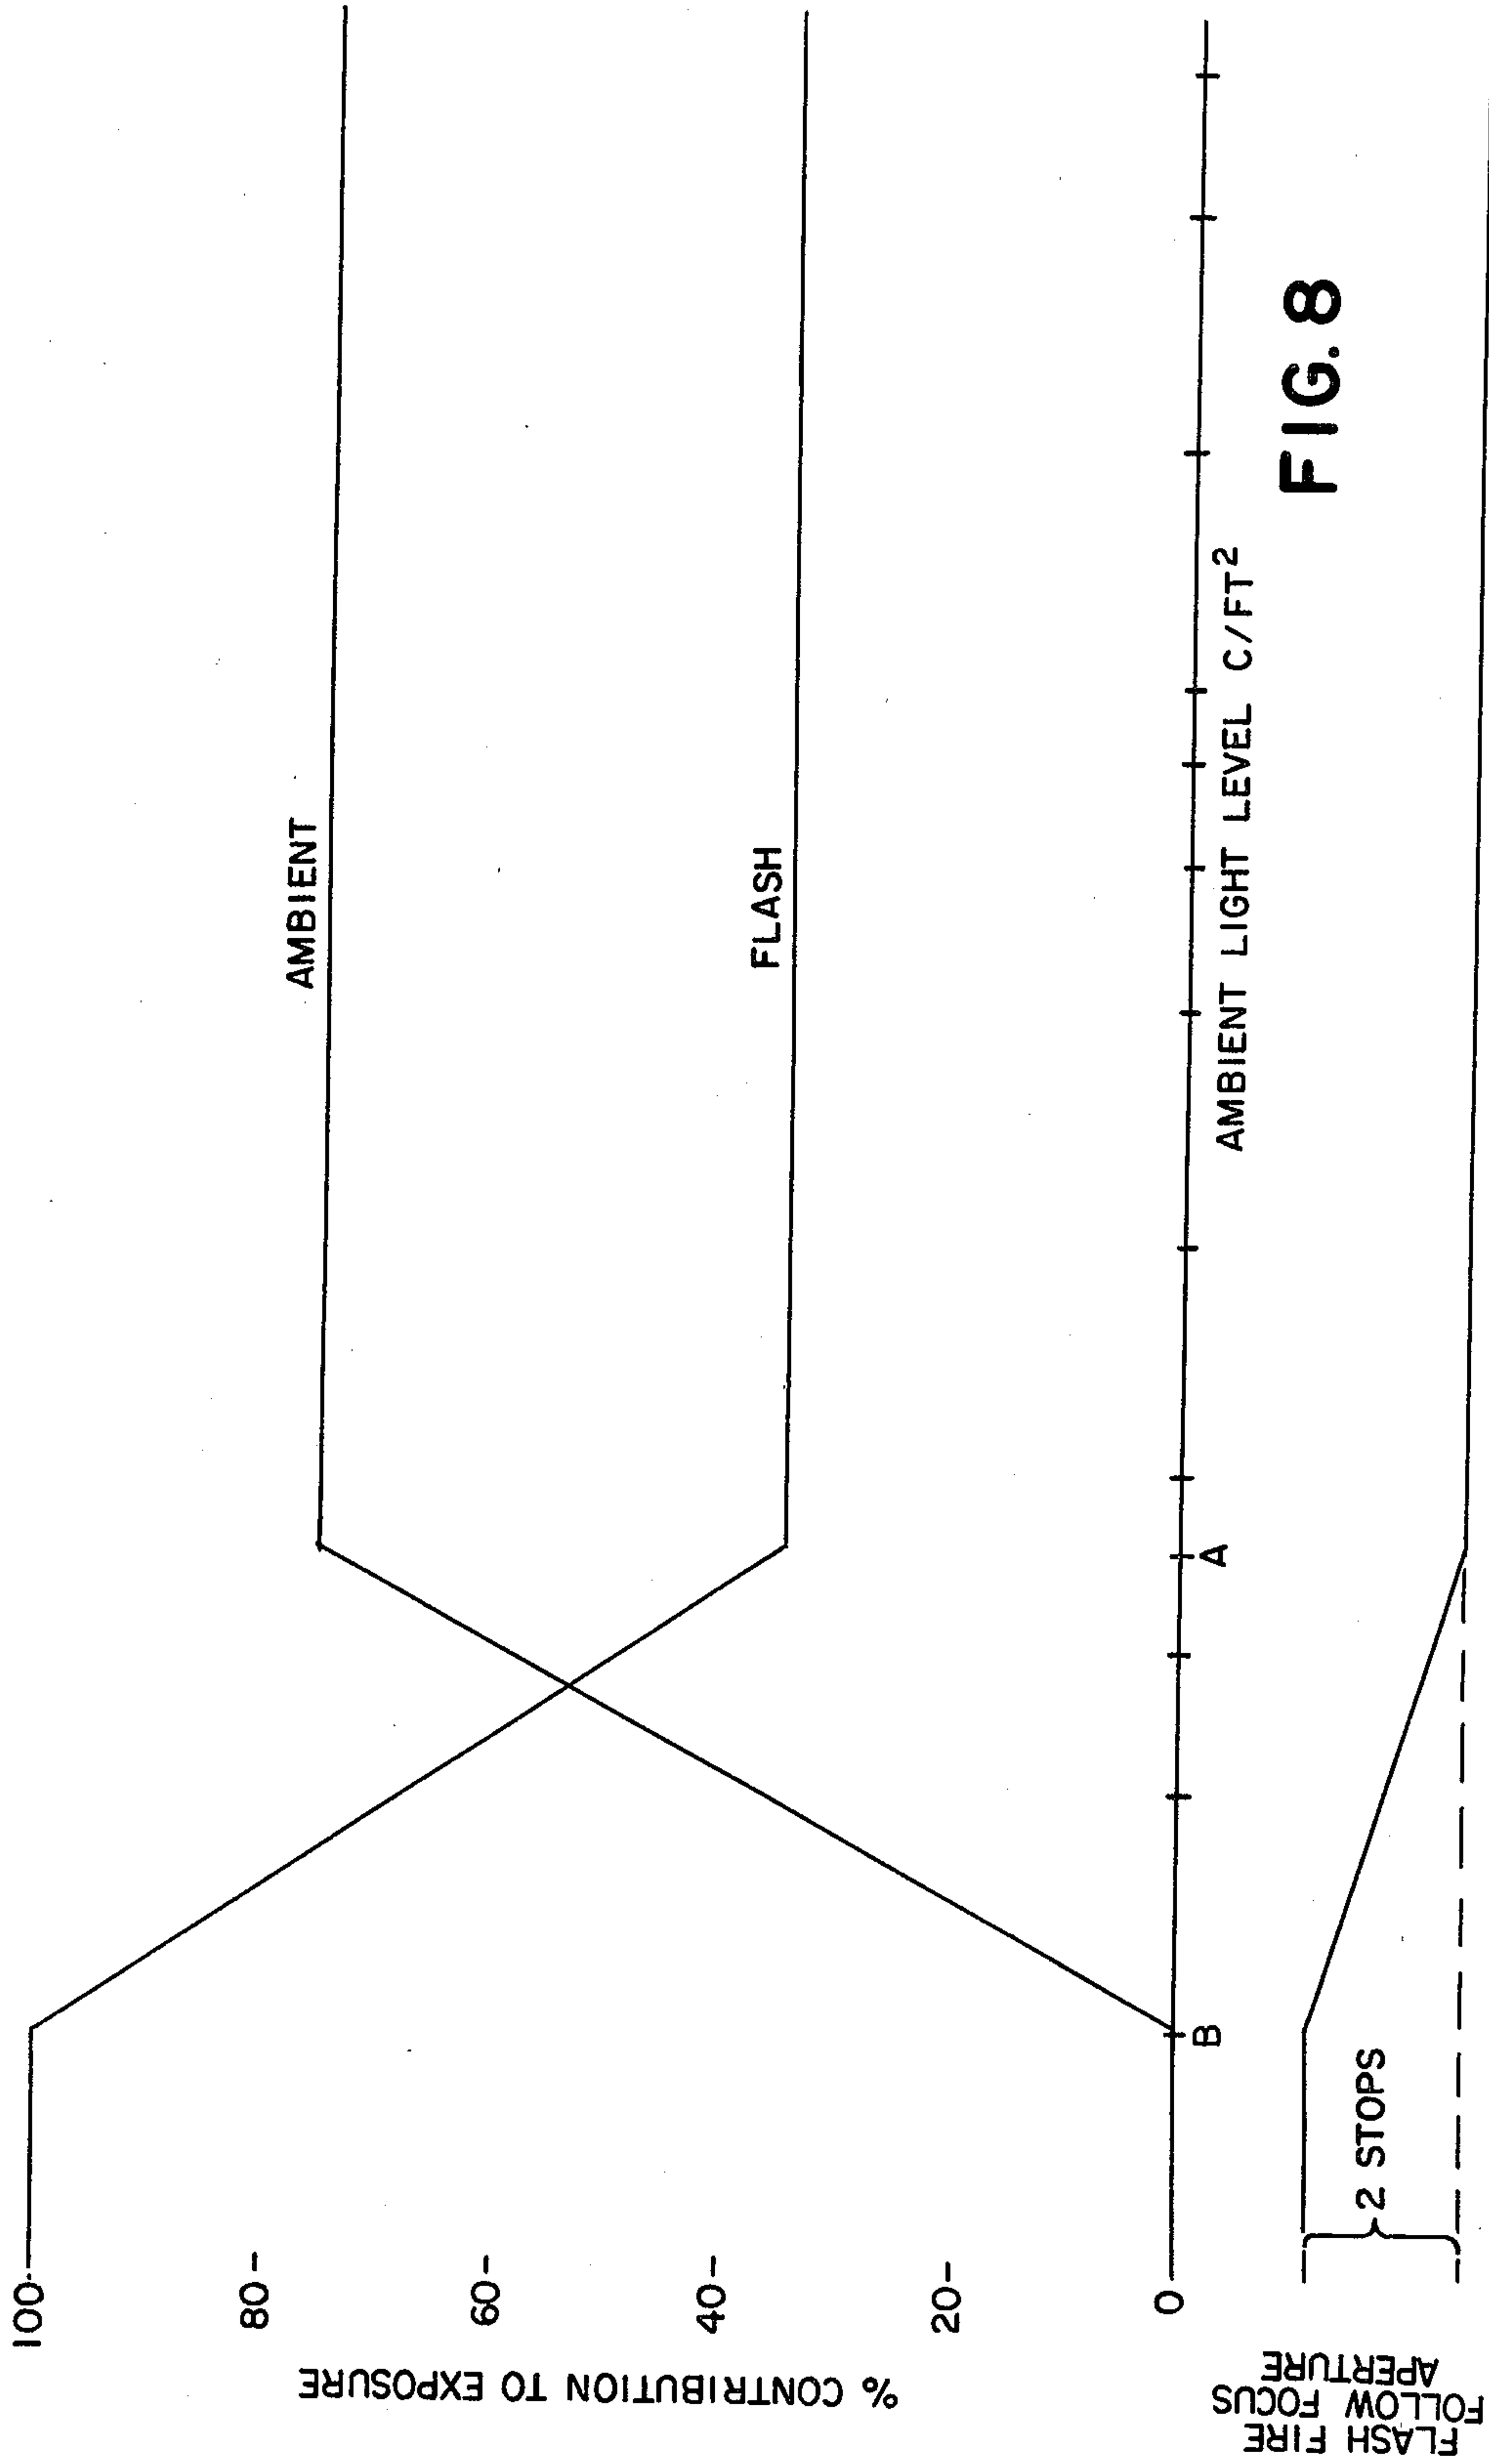 % CONTRIBUTION TO EXPOSURE
100
80
60
40
20
0
AMBIENT
FLASH
B
A
AMBIENT LIGHT LEVEL C/FT²
FLASH FIRE
FOLLOW FOCUS
APERTURE
2 STOPS
FIG. 8